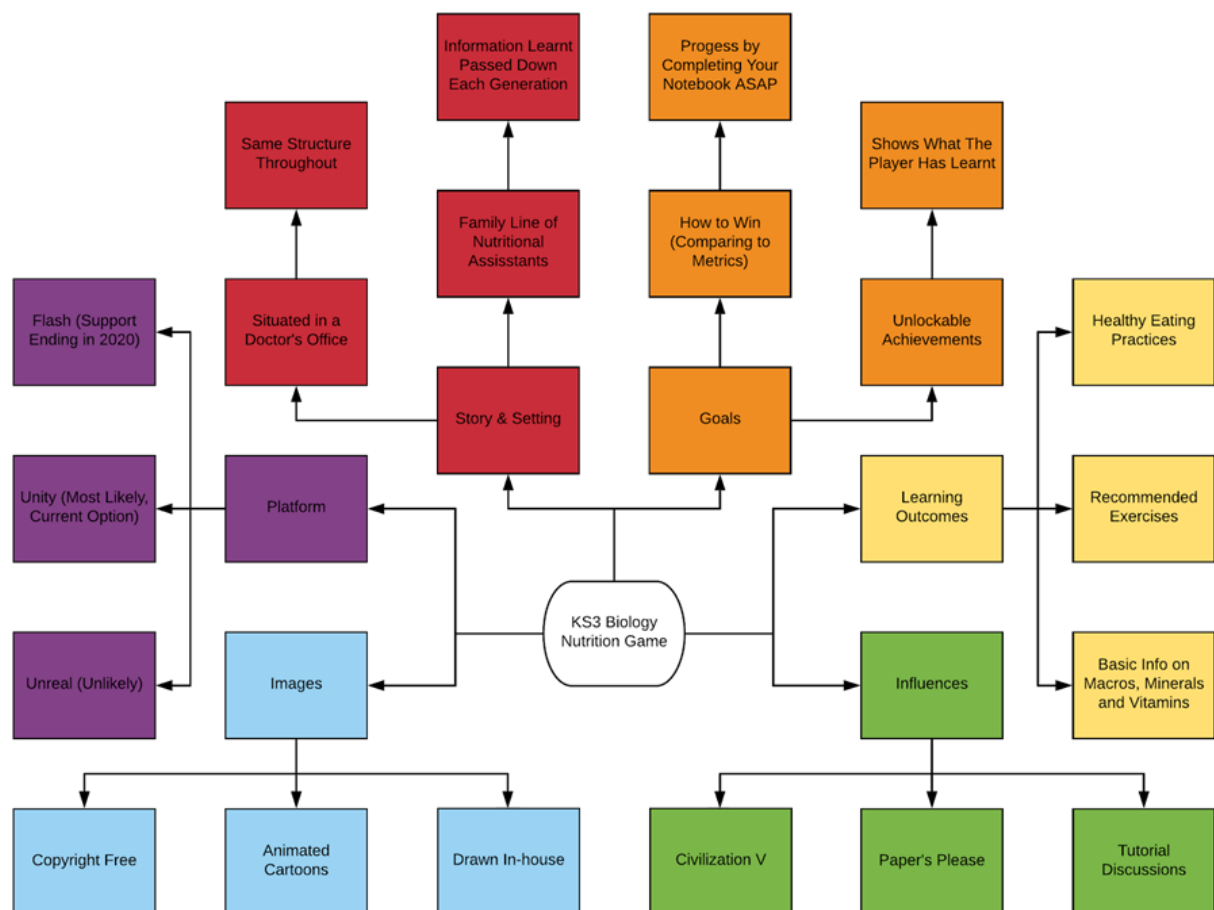 Information Learnt
Passed Down
Each Generation
Progess by
Completing Your
Notebook ASAP
Same Structure
Throughout
Shows What The
Player Has Learnt
Family Line of
Nutritional
Assisstants
How to Win
(Comparing to
Metrics)
Flash (Support
Ending in 2020)
Situated in a
Doctor's Office
Unlockable
Achievements
Healthy Eating
Practices
Story & Setting
Goals
Unity (Most Likely,
Current Option)
Platform
Learning
Outcomes
Recommended
Exercises
KS3 Biology
Nutrition Game
Unreal (Unlikely)
Images
Influences
Basic Info on
Macros, Minerals
and Vitamins
Copyright Free
Animated
Cartoons
Drawn In-house
Civilization V
Paper's Please
Tutorial
Discussions